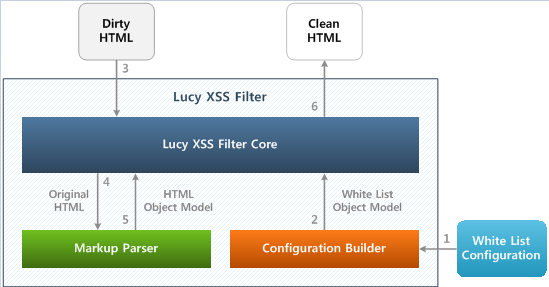 Dirty
HTML
Clean
HTML
3
6
Lucy XSS Filter
Lucy XSS Filter Core
4
Original
HTML
5
HTML
Object Model
White List
Object Model
2
Markup Parser
Configuration Builder
1
White List
Configuration